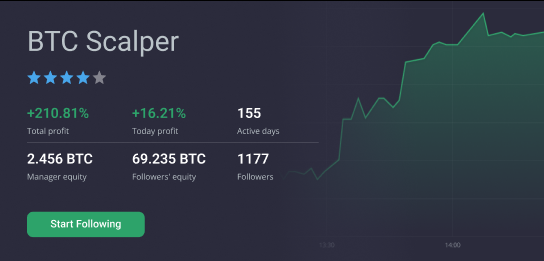 BTC Scalper
+210.81% +16.21% 155
Total profit Today profit Active days
2.456 BTC 69.235 BTC 1177
Manager equity Followers' equity Followers
Start Following
13:30 14:00